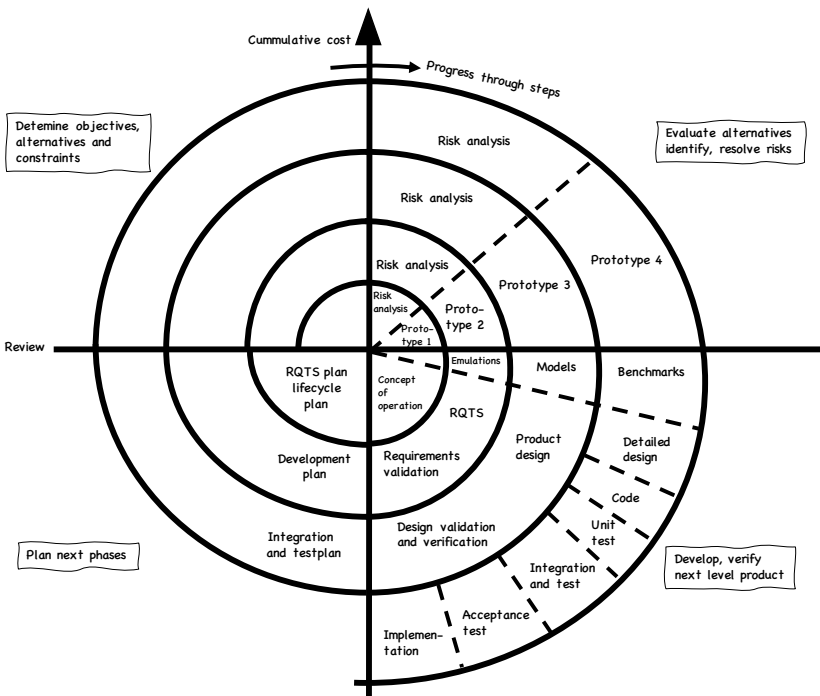 Cummulative cost
Progress through steps
Detemine objectives,
alternatives and
constraints
Evaluate alternatives
identify, resolve risks
Risk analysis
Risk analysis
Risk analysis
Risk
analysis
Prototype 4
Prototype 3
Proto-
type 2
Proto-
type 1
Review
Emulations
Models
Benchmarks
RQTS plan
lifecycle
plan
Concept
of
operation
RQTS
Product
design
Detailed
design
Development
plan
Requirements
validation
Code
Unit
test
Integration
and testplan
Design validation
and verification
Integration
and test
Plan next phases
Develop, verify
next level product
Acceptance
test
Implemen-
tation